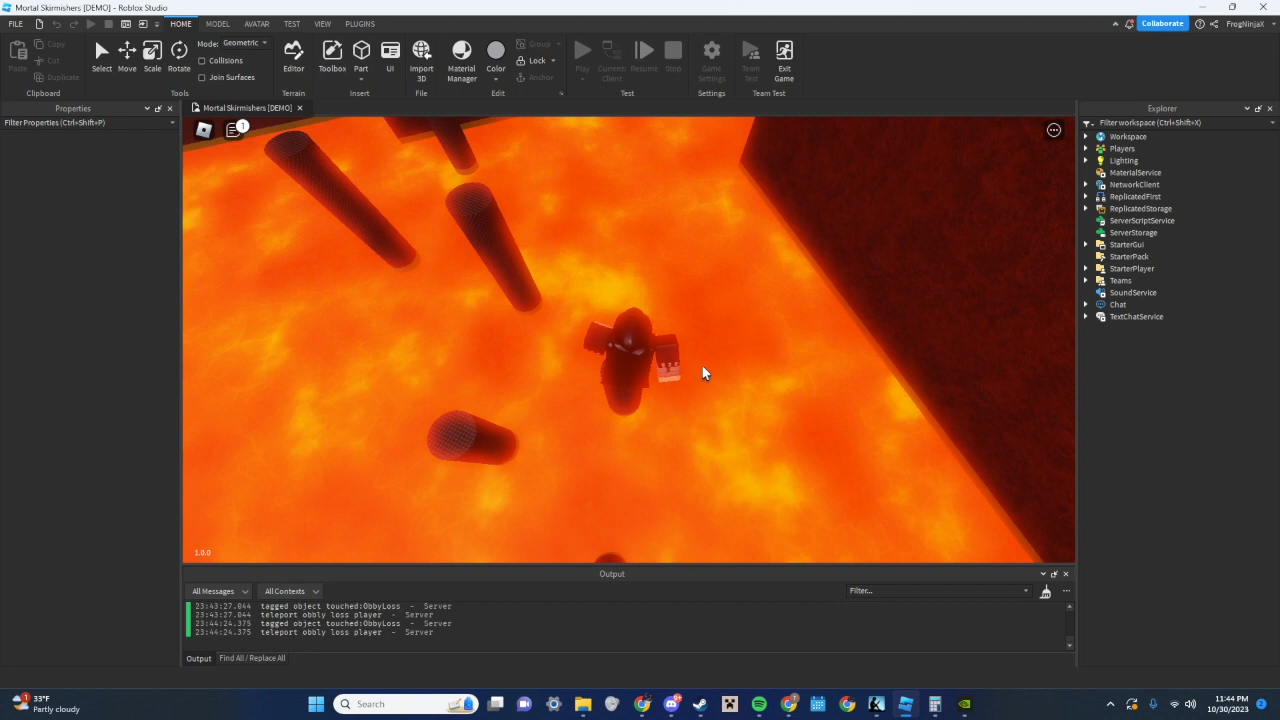 Mortal Skirmishers [DEMO] - Roblox Studio
FILE HOME MODEL AVATAR TEST VIEW PLUGINS Collaborate FrogNinjaX
Paste Copy Cut Duplicate
Select Move Scale Rotate
Mode: Geometric
Collisions
Join Surfaces
Editor
Toolbox Part UI
Import 3D
Material Manager
Color
Group
Lock
Anchor
Play Current: Client Resume Stop
Game Settings
Team Test
Exit Game
Clipboard Tools Terrain Insert File Edit Test Settings Team Test
Properties
Filter Properties (Ctrl+Shift+P)
Mortal Skirmishers [DEMO]
1
1.0.0
Explorer
Filter workspace (Ctrl+Shift+X)
Workspace
Players
Lighting
MaterialService
NetworkClient
ReplicatedFirst
ReplicatedStorage
ServerScriptService
ServerStorage
StarterGui
StarterPack
StarterPlayer
Teams
SoundService
Chat
TextChatService
Output
All Messages All Contexts Filter...
23:43:27.044 tagged object touched:ObbyLoss - Server
23:43:27.044 teleport obbly loss player - Server
23:44:24.375 tagged object touched:ObbyLoss - Server
23:44:24.375 teleport obbly loss player - Server
Output Find All / Replace All
1 33°F
Partly cloudy
Search
11:44 PM
10/30/2023
2